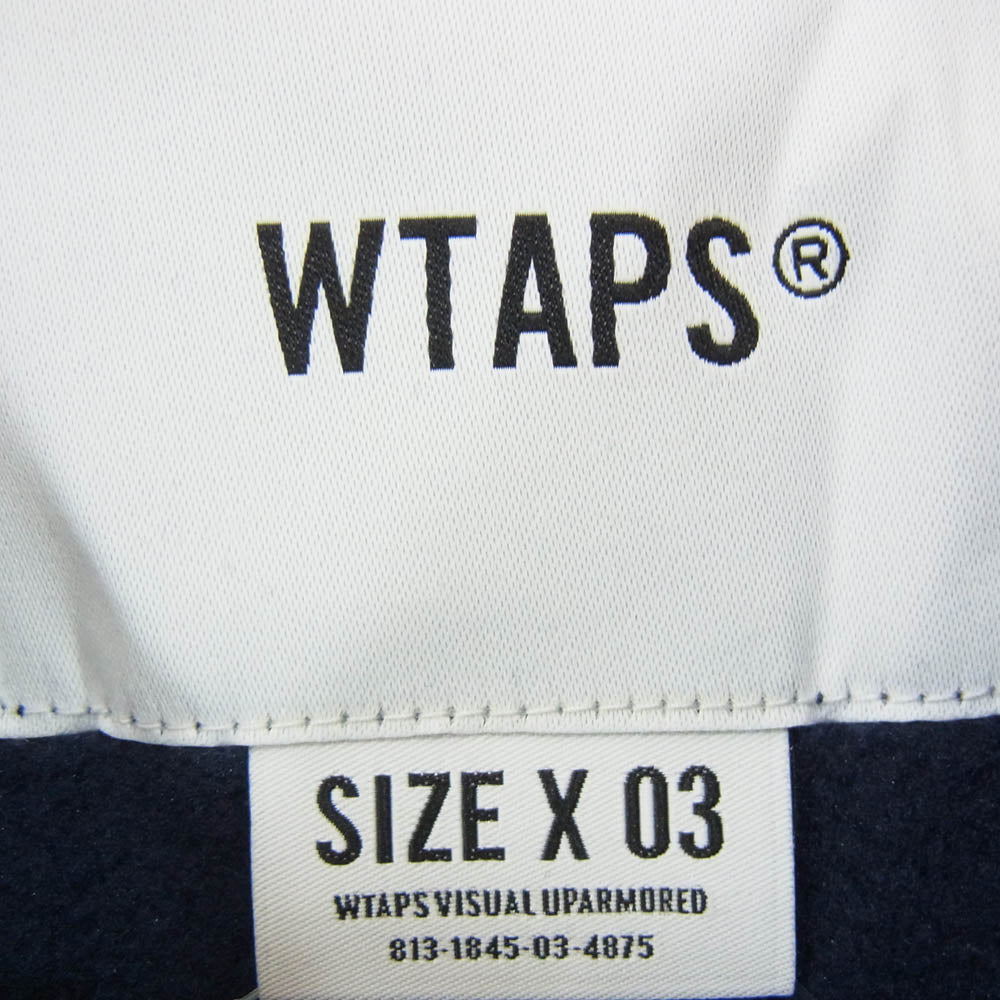 WTAPS®
SIZE X 03
WTAPS VISUAL UPARMORED
813-1845-03-4875